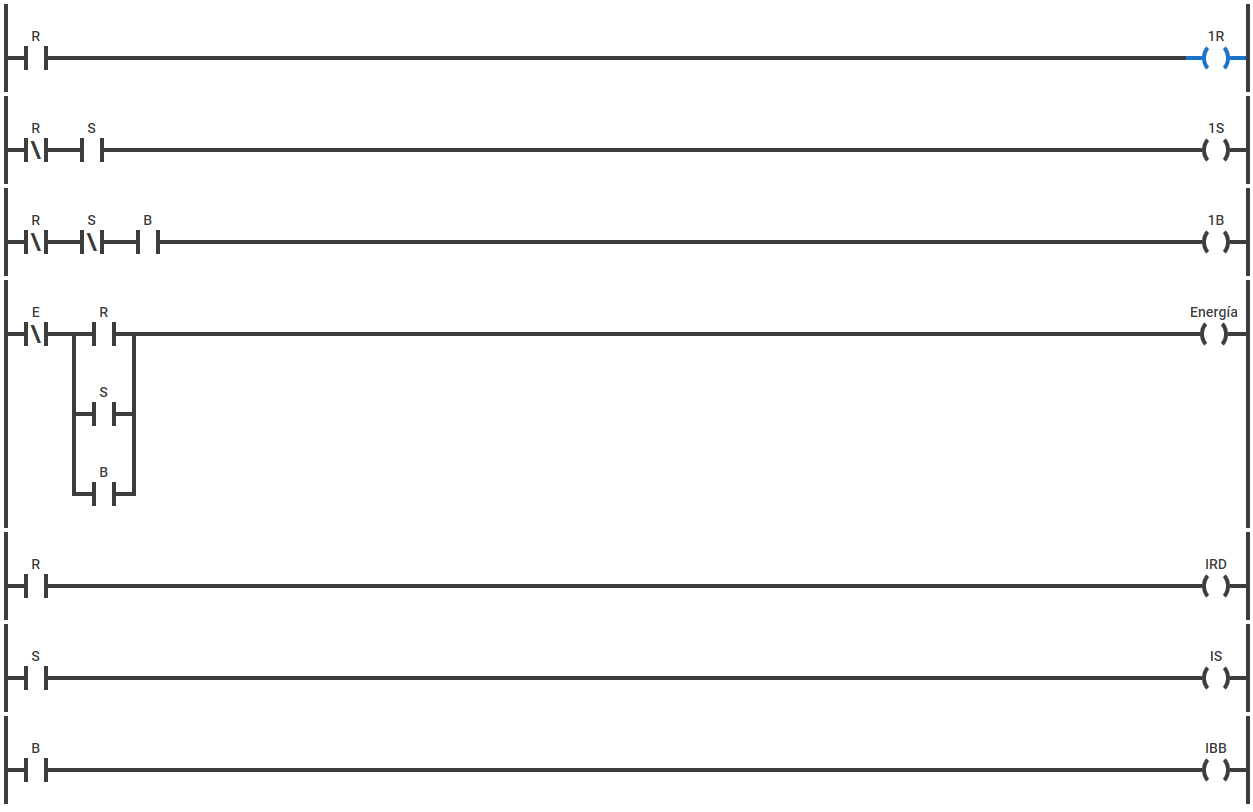 R 1R
R S 1S
R S B 1B
E R Energía
S
B
R IRD
S IS
B IBB